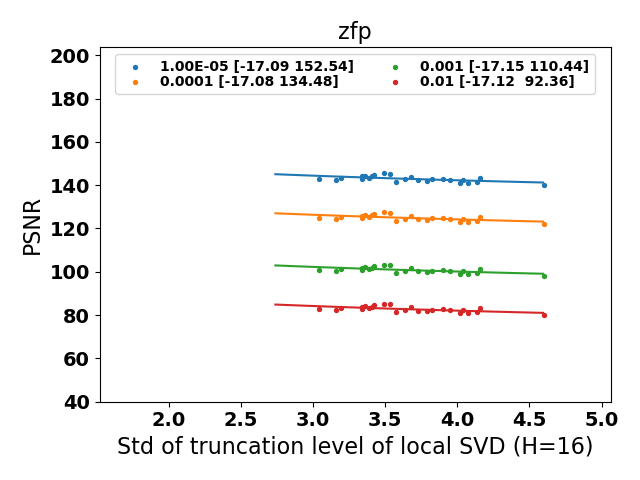 zfp
1.00E-05 [-17.09 152.54]
0.0001 [-17.08 134.48]
0.001 [-17.15 110.44]
0.01 [-17.12  92.36]
PSNR
200
180
160
140
120
100
80
60
40
2.0 2.5 3.0 3.5 4.0 4.5 5.0
Std of truncation level of local SVD (H=16)